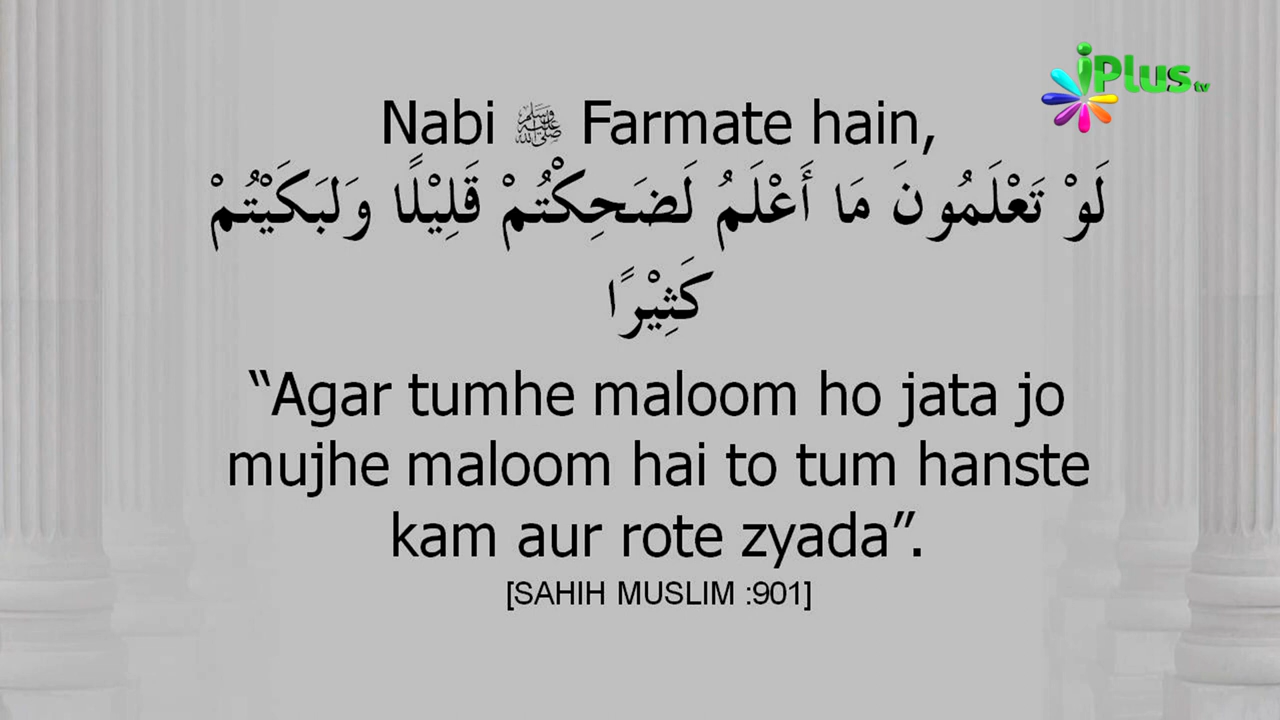 iPlus tv
Nabi ﷺ Farmate hain,
لَوْ تَعْلَمُونَ مَا أَعْلَمُ لَضَحِكْتُمْ قَلِيْلًا وَلَبَكَيْتُمْ
كَثِيْرًا
“Agar tumhe maloom ho jata jo
mujhe maloom hai to tum hanste
kam aur rote zyada”.
[SAHIH MUSLIM :901]